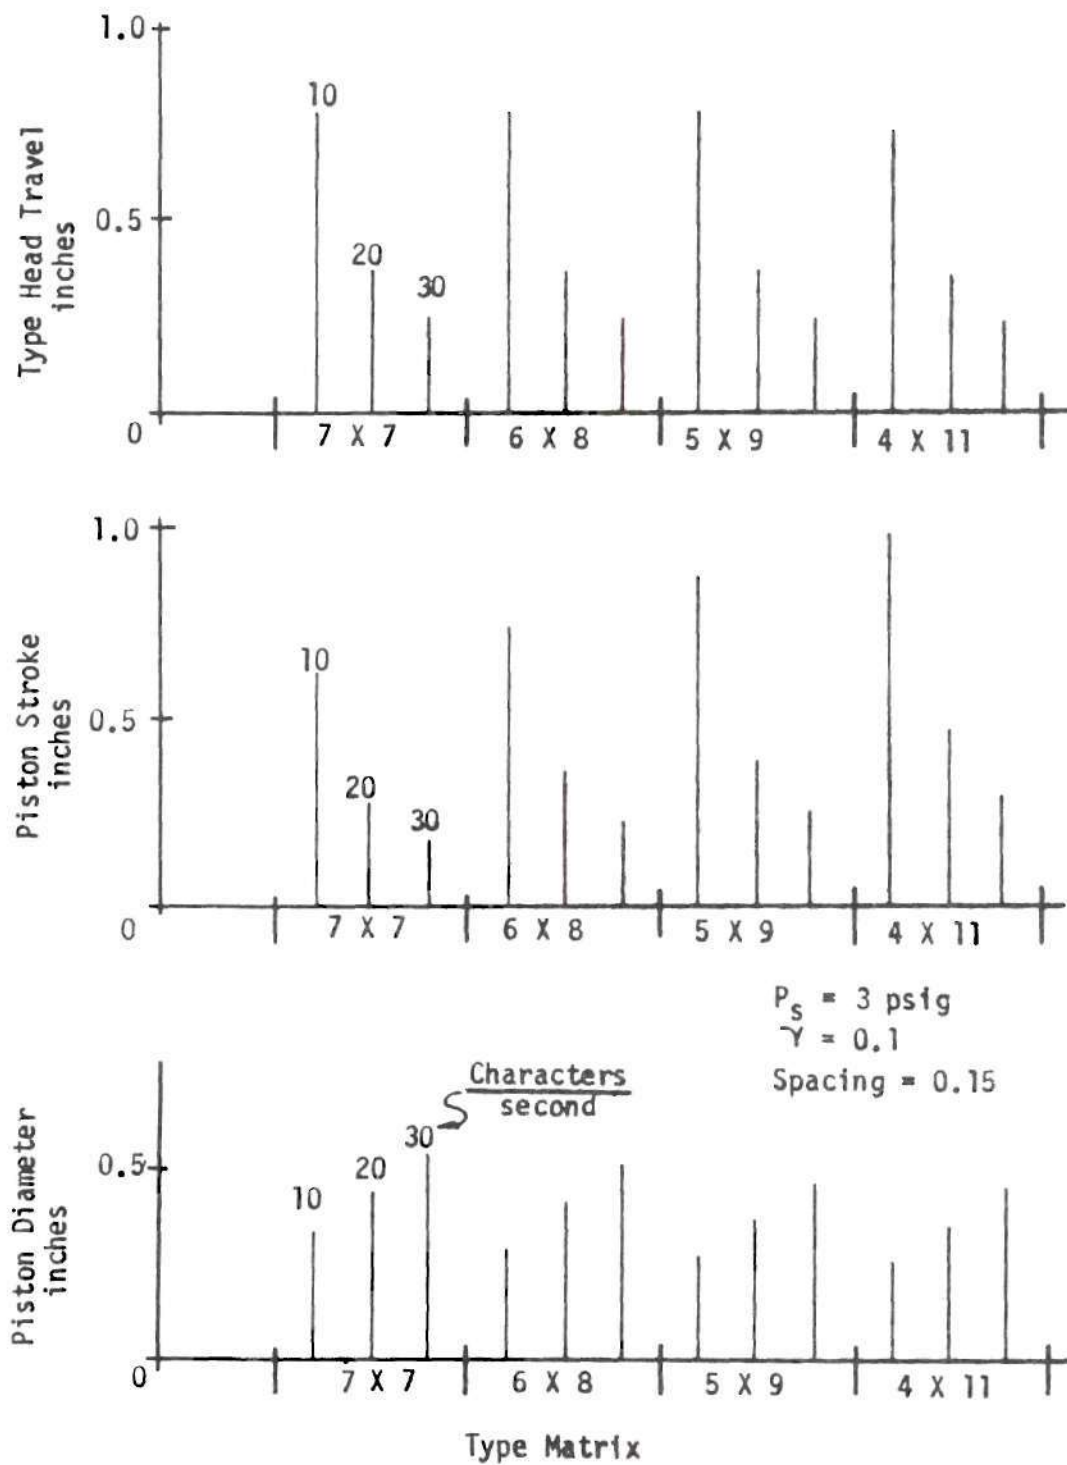 1.0
10
Type Head Travel
inches
0.5
20
30
0
7 X 7
6 X 8
5 X 9
4 X 11
1.0
Piston Stroke
inches
10
0.5
20
30
0
7 X 7
6 X 8
5 X 9
4 X 11
Ps = 3 psig
γ = 0.1
Spacing = 0.15
Characters
second
Piston Diameter
inches
0.5
10
20
30
0
7 X 7
6 X 8
5 X 9
4 X 11
Type Matrix